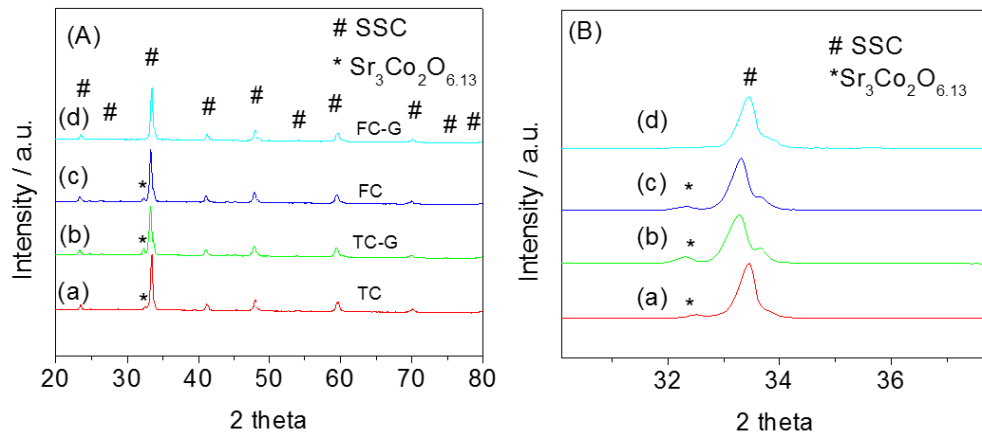 (A)
# SSC
* Sr3Co2O6.13
#
#
#
#
#
#
#
#
#
#
(d)
FC-G
(c)
*
FC
(b)
*
TC-G
(a)
*
TC
Intensity / a.u.
20 30 40 50 60 70 80
2 theta
(B)
# SSC
*Sr3Co2O6.13
#
(d)
(c)
*
(b)
*
(a)
*
Intensity / a.u.
32 34 36
2 theta